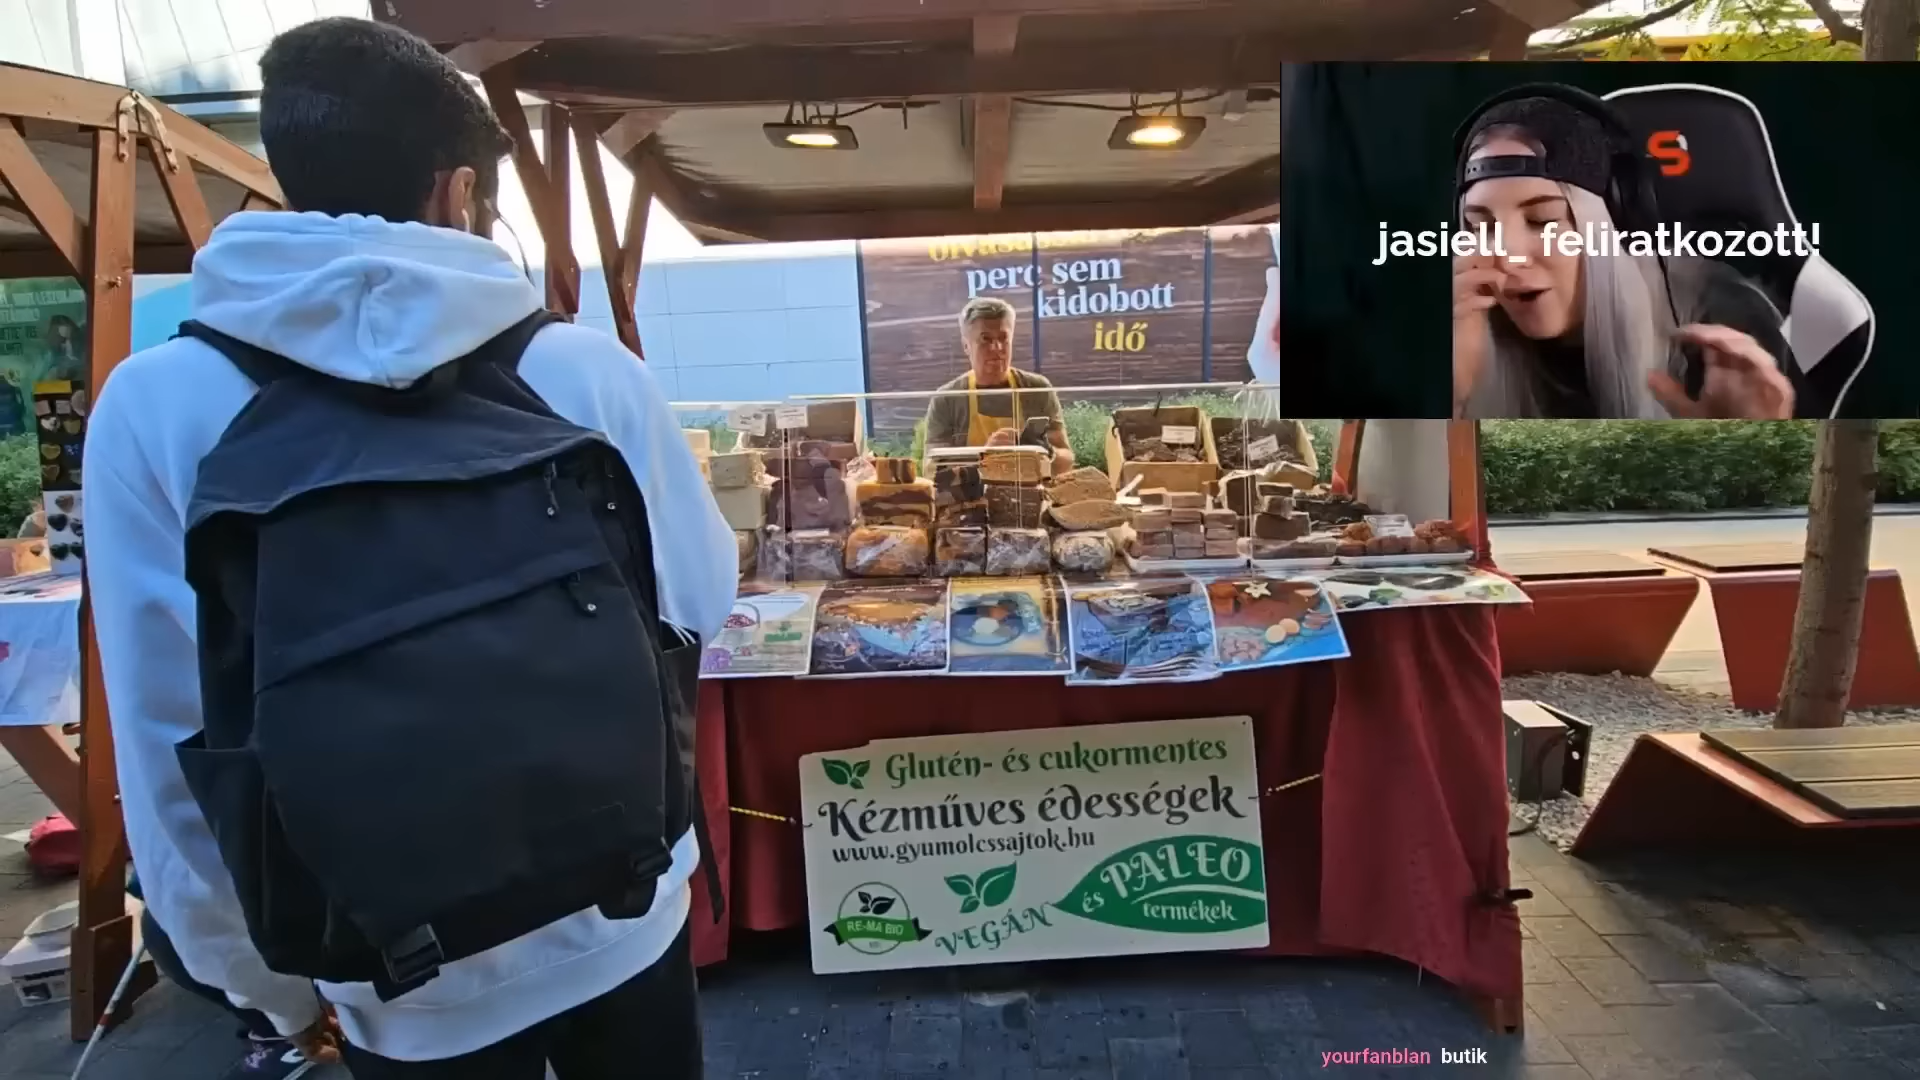 perc sem
kidobott
idő
jasiell_ feliratkozott!
Glutén- és cukormentes
Kézműves édességek
www.gyumolcssajtok.hu
RE-MA BIO
VEGÁN
és PALEO
termékek
yourfanblan butik